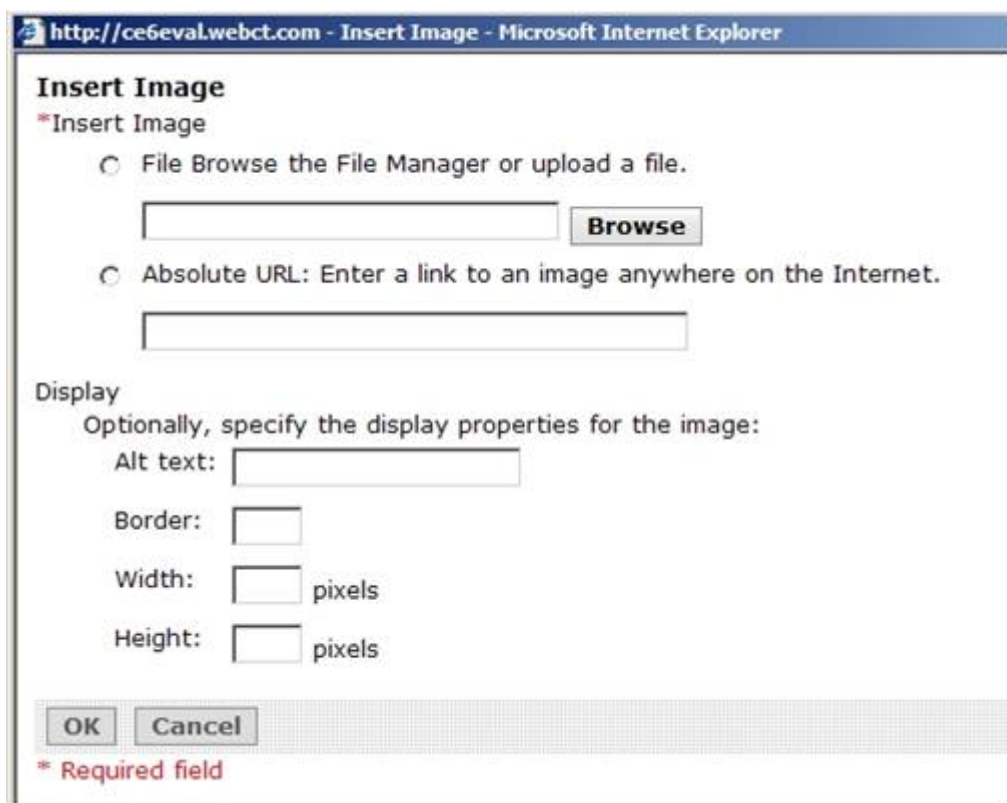 http://ce6eval.webct.com - Insert Image - Microsoft Internet Explorer
Insert Image
*Insert Image
File Browse the File Manager or upload a file.
Browse
Absolute URL: Enter a link to an image anywhere on the Internet.
Display
Optionally, specify the display properties for the image:
Alt text:
Border:
Width: pixels
Height: pixels
OK Cancel
* Required field